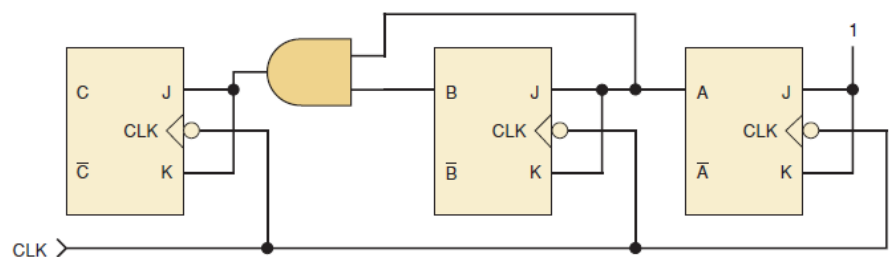 1
C J B J A J
CLK CLK CLK
C̅ K B̅ K A̅ K
CLK